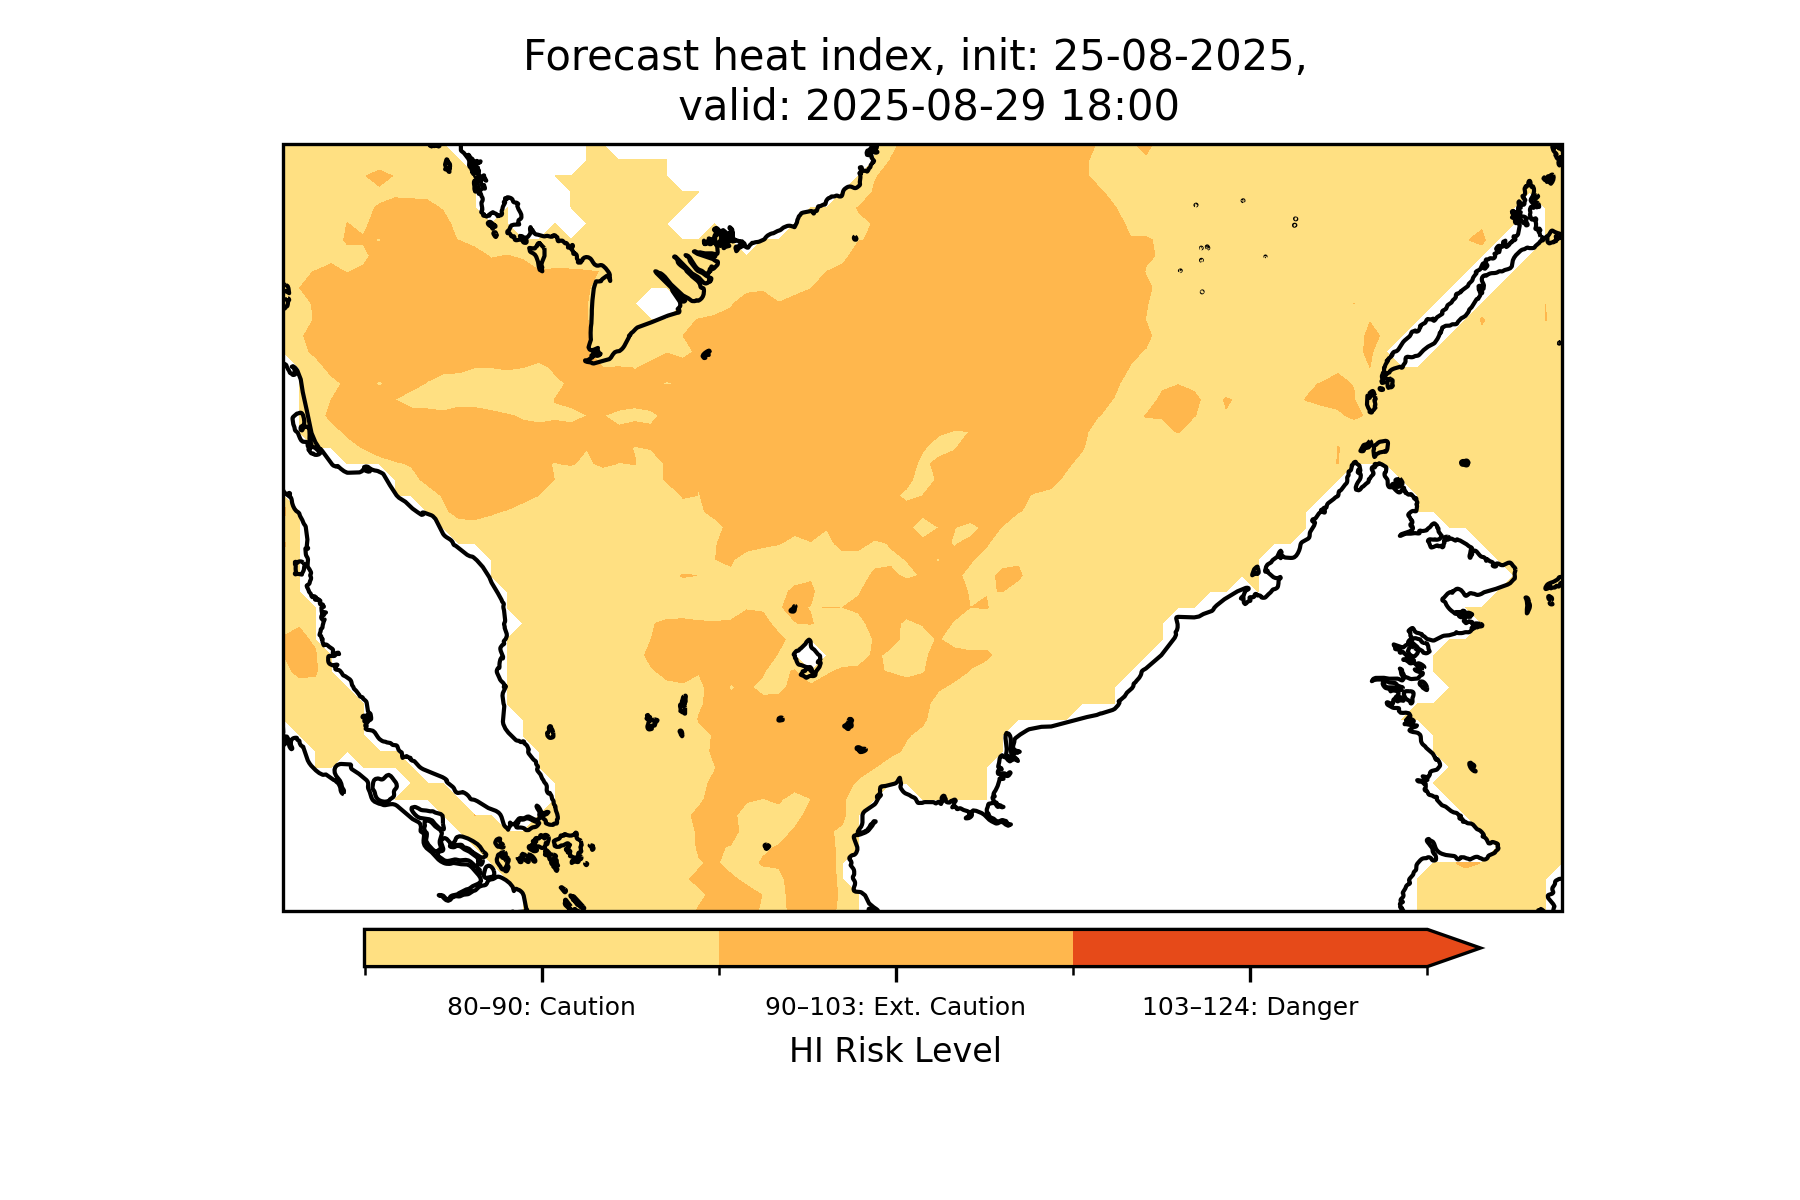 Forecast heat index, init: 25-08-2025,
valid: 2025-08-29 18:00
80–90: Caution
90–103: Ext. Caution
103–124: Danger
HI Risk Level